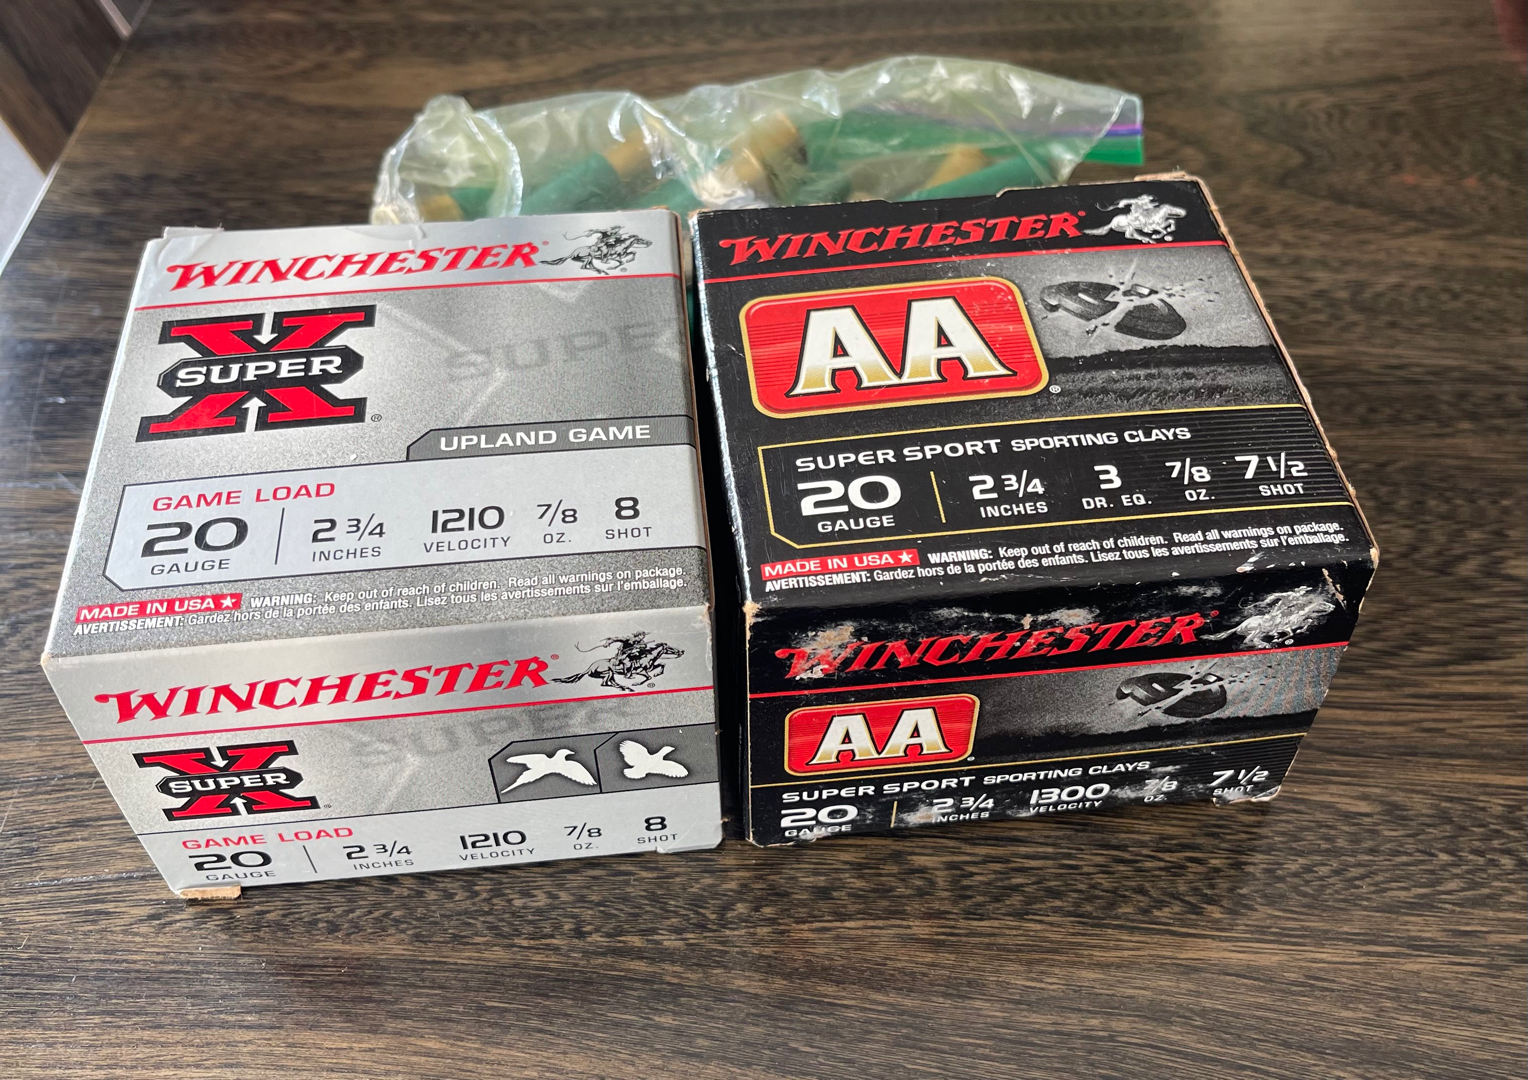 WINCHESTER®
SUPER X®
SUPE
UPLAND GAME
GAME LOAD
20 GAUGE 2 3/4 INCHES 1210 VELOCITY 7/8 OZ. 8 SHOT
MADE IN USA WARNING: Keep out of reach of children. Read all warnings on package.
AVERTISSEMENT: Gardez hors de la portée des enfants. Lisez tous les avertissements sur l'emballage.
WINCHESTER®
SUPER X®
SUPER
GAME LOAD
20 GAUGE 2 3/4 INCHES 1210 VELOCITY 7/8 OZ. 8 SHOT
WINCHESTER®
AA®
SUPER SPORT SPORTING CLAYS
20 GAUGE 2 3/4 INCHES 3 DR. EQ. 7/8 OZ. 7 1/2 SHOT
MADE IN USA WARNING: Keep out of reach of children. Read all warnings on package.
AVERTISSEMENT: Gardez hors de la portée des enfants. Lisez tous les avertissements sur l'emballage.
WINCHESTER®
AA®
SUPER SPORT SPORTING CLAYS
20 GAUGE 2 3/4 INCHES 1300 VELOCITY 7/8 OZ. 7 1/2 SHOT